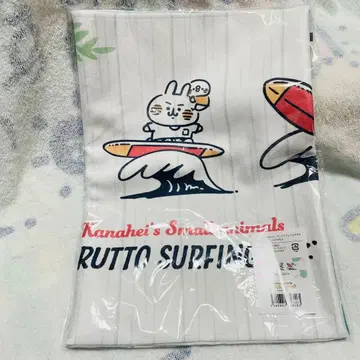 Kanahei's Small animals
RUTTO SURFING